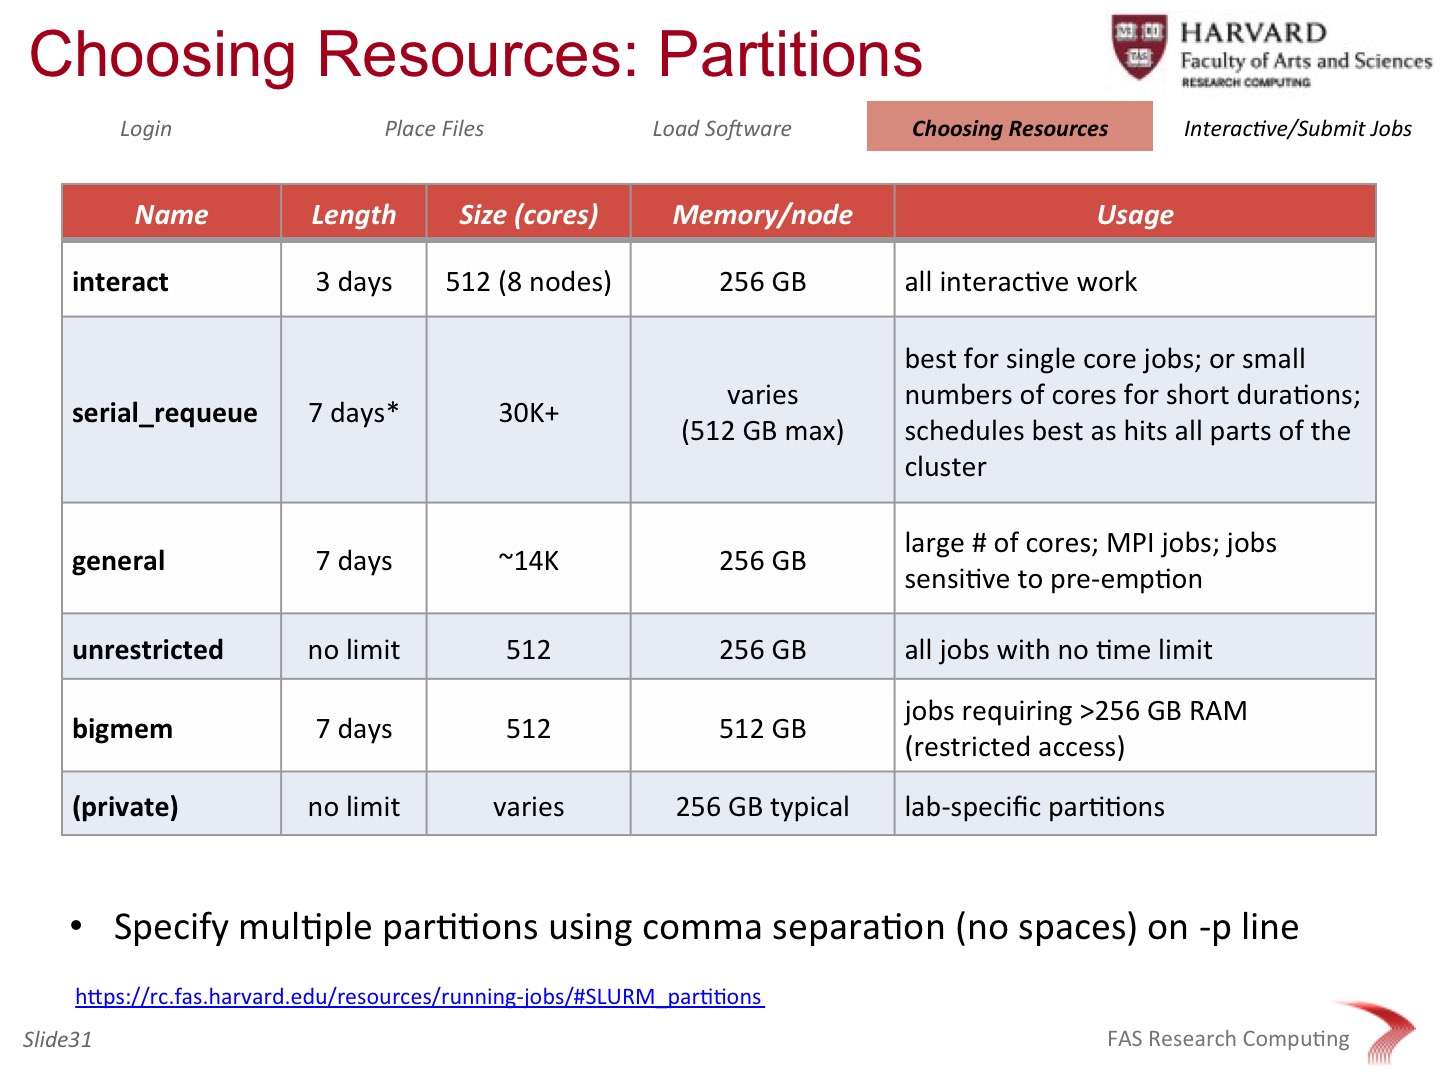 Choosing Resources: Partitions
HARVARD
Faculty of Arts and Sciences
RESEARCH COMPUTING
Login
Place Files
Load Software
Choosing Resources
Interactive/Submit Jobs
Name Length Size (cores) Memory/node Usage
interact 3 days 512 (8 nodes) 256 GB all interactive work
serial_requeue 7 days* 30K+ varies
(512 GB max)
best for single core jobs; or small
numbers of cores for short durations;
schedules best as hits all parts of the
cluster
general 7 days ~14K 256 GB
large # of cores; MPI jobs; jobs
sensitive to pre-emption
unrestricted no limit 512 256 GB all jobs with no time limit
bigmem 7 days 512 512 GB
jobs requiring >256 GB RAM
(restricted access)
(private) no limit varies 256 GB typical lab-specific partitions
• Specify multiple partitions using comma separation (no spaces) on -p line
https://rc.fas.harvard.edu/resources/running-jobs/#SLURM_partitions
Slide31
FAS Research Computing